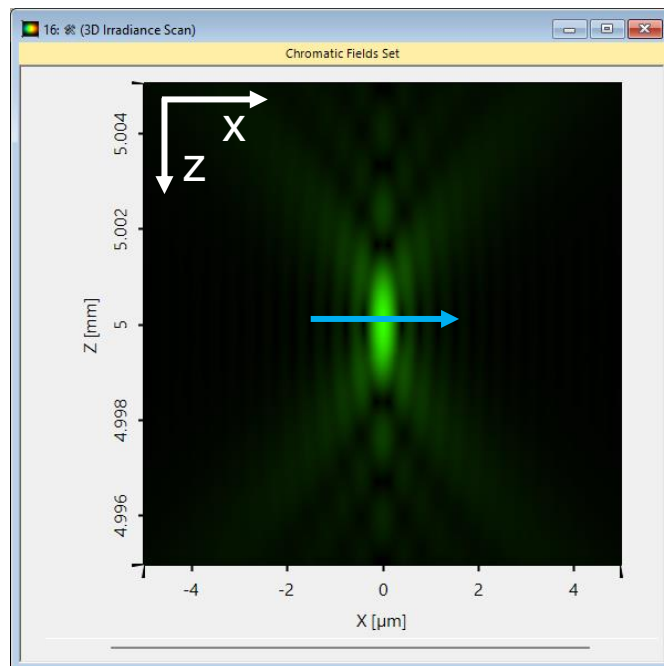 16: (3D Irradiance Scan)
Chromatic Fields Set
X
Z
5.004
5.002
5
4.998
4.996
Z [mm]
-4 -2 0 2 4
X [μm]